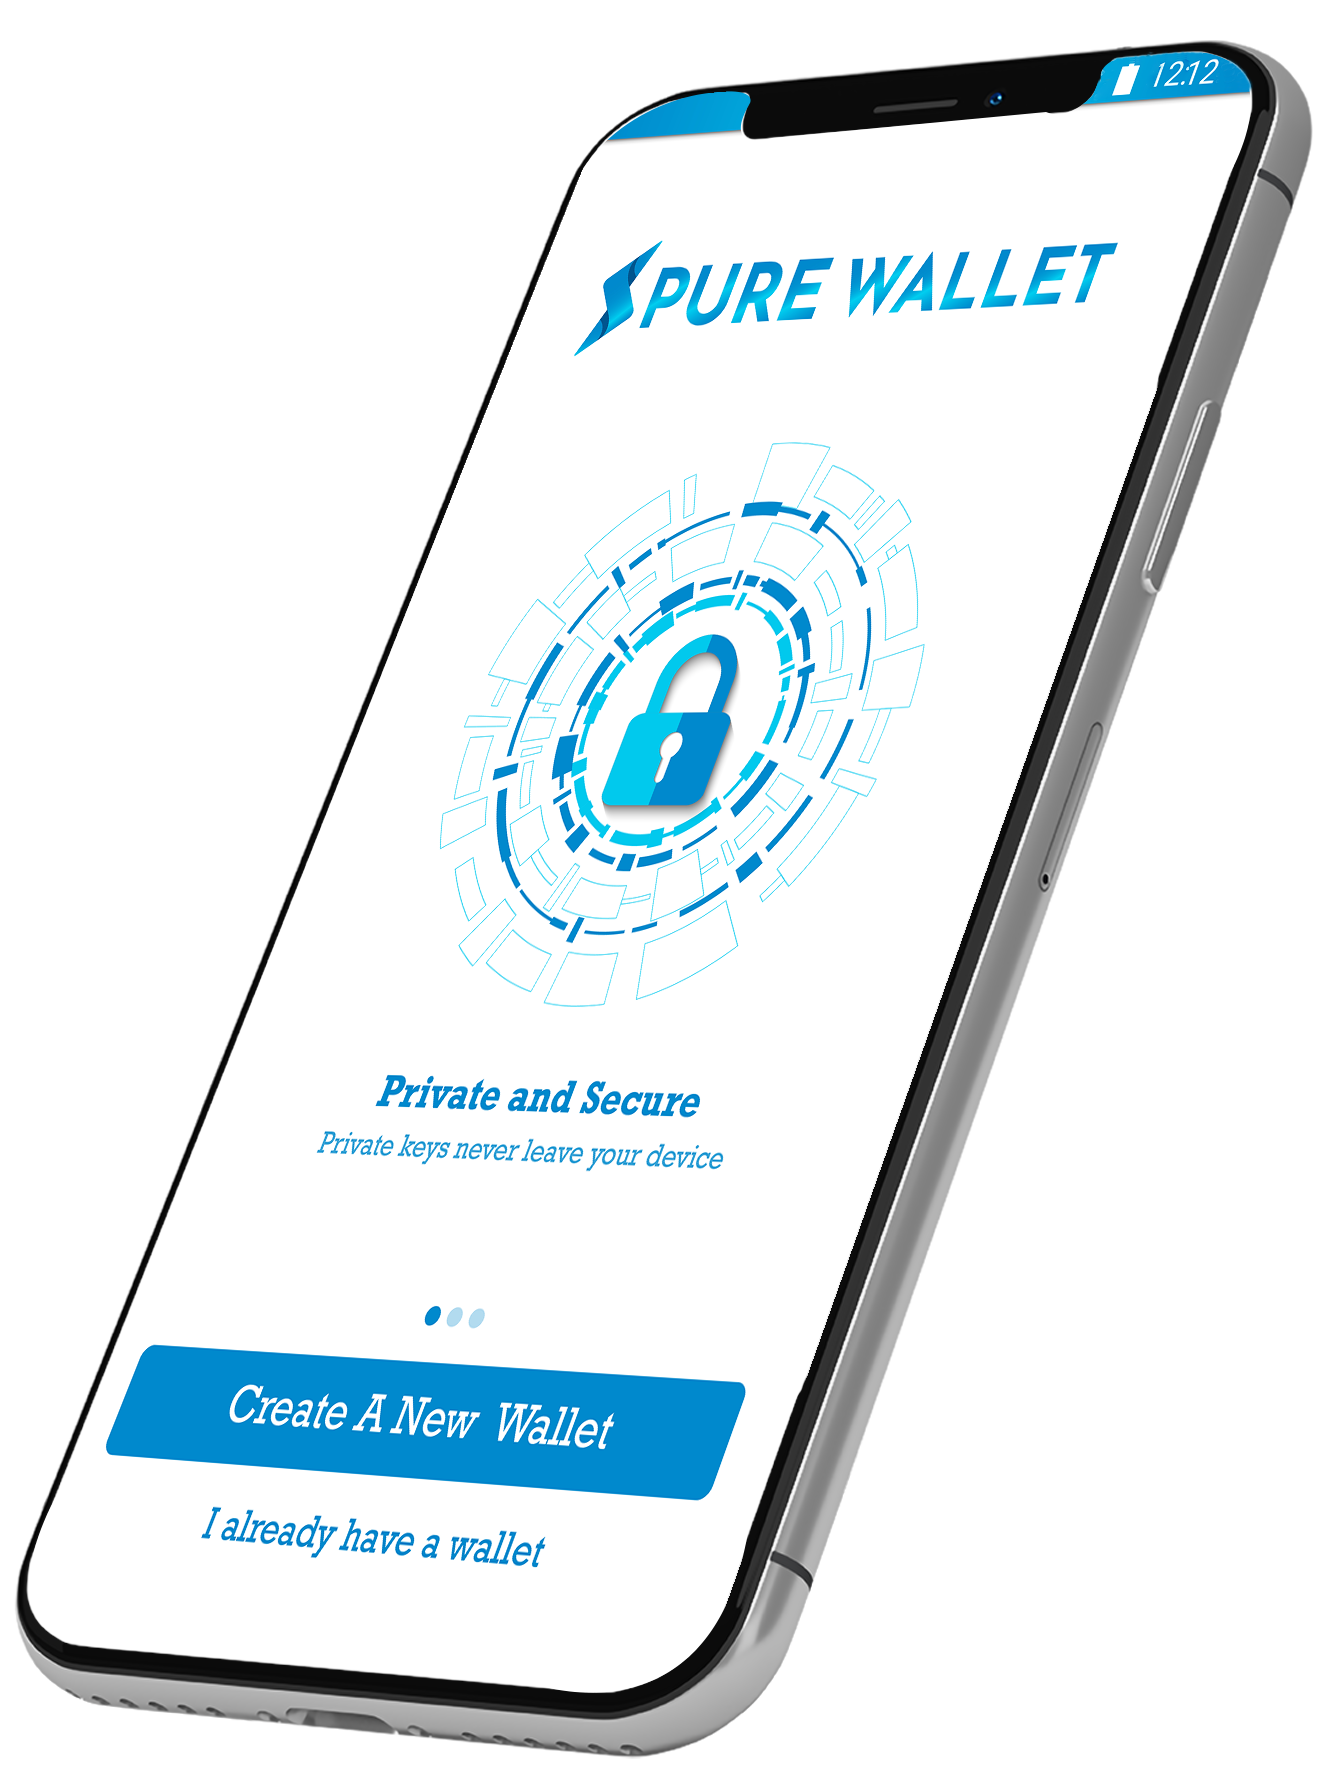 12:12
PURE WALLET
Private and Secure
Private keys never leave your device
Create A New Wallet
I already have a wallet